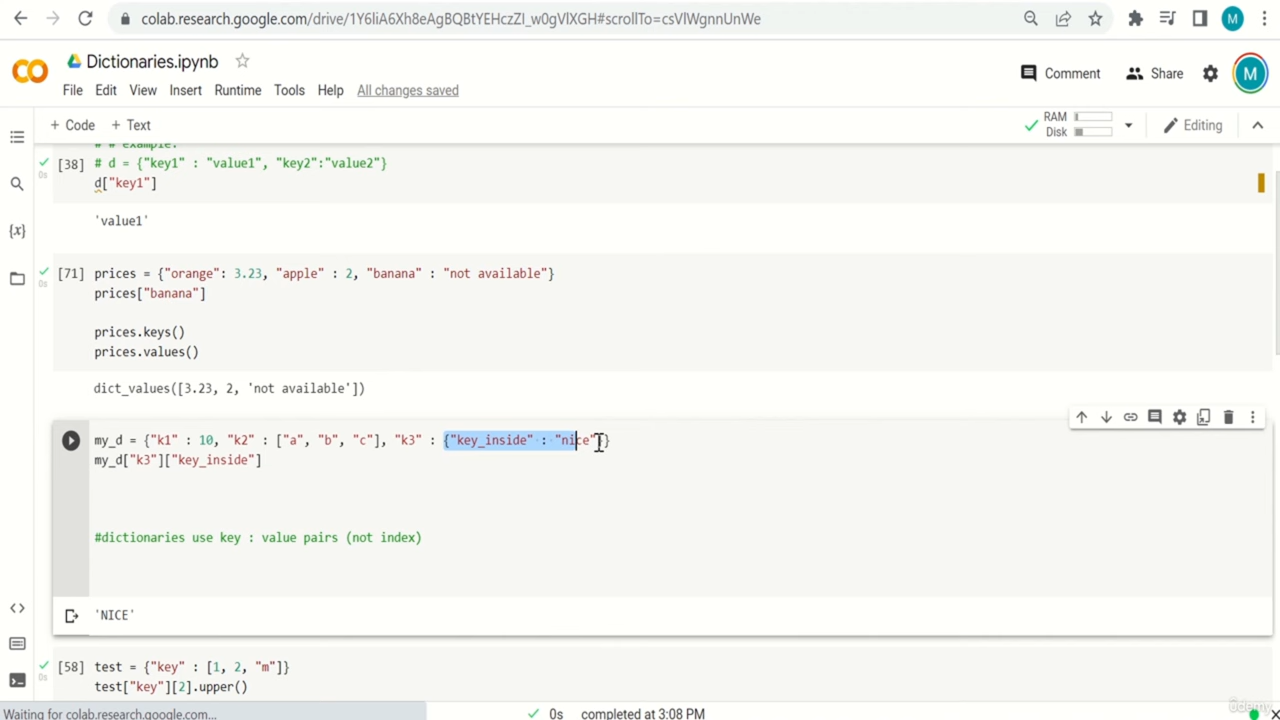 colab.research.google.com/drive/1Y6liA6Xh8eAgBQBtYEHczZI_w0gVlXGH#scrollTo=csVlWgnnUnWe
M
CO
Dictionaries.ipynb
File Edit View Insert Runtime Tools Help All changes saved
Comment Share M
+ Code + Text
RAM
Disk
Editing
# # example:
[38] # d = {"key1" : "value1", "key2":"value2"}
0s
d["key1"]
'value1'
[71] prices = {"orange": 3.23, "apple" : 2, "banana" : "not available"}
0s
prices["banana"]
{x}
prices.keys()
prices.values()
dict_values([3.23, 2, 'not available'])
my_d = {"k1" : 10, "k2" : ["a", "b", "c"], "k3" : {"key_inside" : "nice"}}
my_d["k3"]["key_inside"]
#dictionaries use key : value pairs (not index)
'NICE'
[58] test = {"key" : [1, 2, "m"]}
0s
test["key"][2].upper()
Waiting for colab.research.google.com...
0s completed at 3:08 PM
ûdemy